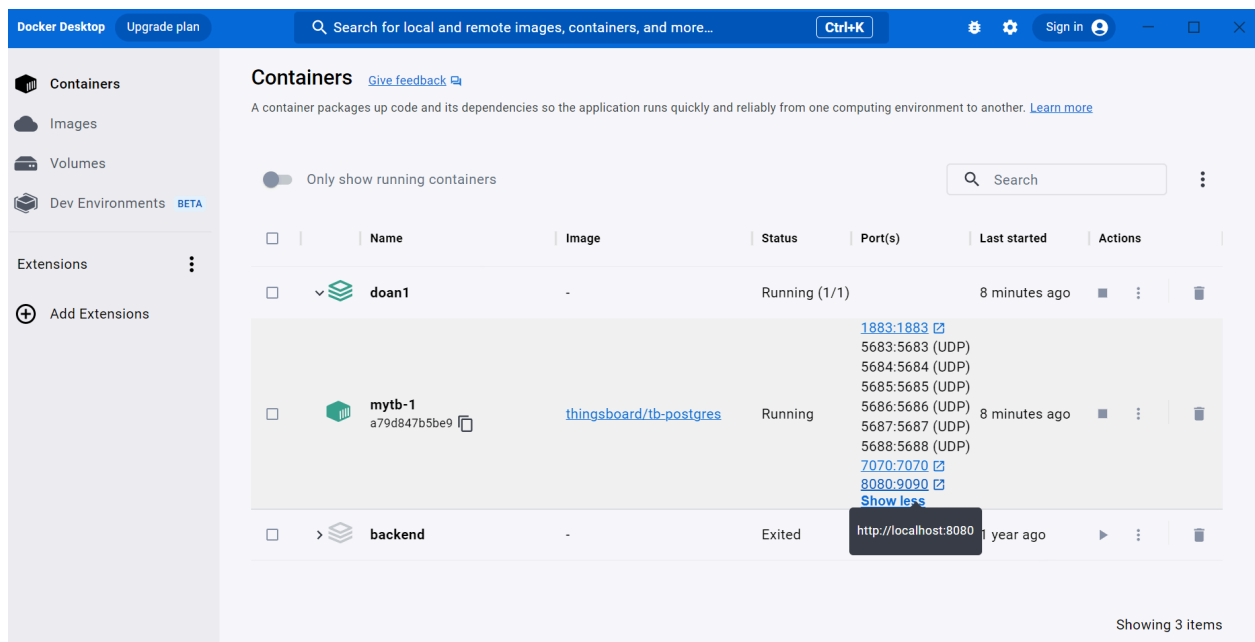 Docker Desktop Upgrade plan Search for local and remote images, containers, and more... Ctrl+K Sign in
Containers
Images
Volumes
Dev Environments BETA
Extensions
Add Extensions
Containers Give feedback
A container packages up code and its dependencies so the application runs quickly and reliably from one computing environment to another. Learn more
Only show running containers Search
Name Image Status Port(s) Last started Actions
doan1 - Running (1/1) 8 minutes ago
1883:1883
5683:5683 (UDP)
5684:5684 (UDP)
5685:5685 (UDP)
mytb-1 a79d847b5be9 thingsboard/tb-postgres Running 5686:5686 (UDP) 8 minutes ago
5687:5687 (UDP)
5688:5688 (UDP)
7070:7070
8080:9090
Show less
http://localhost:8080
backend - Exited 1 year ago
Showing 3 items